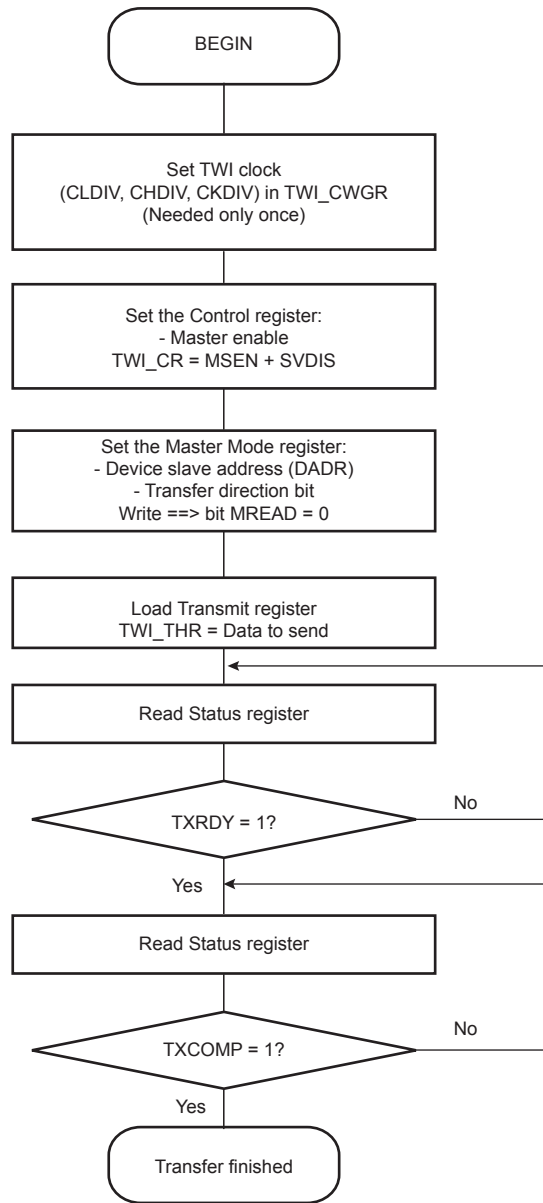 BEGIN
Set TWI clock
(CLDIV, CHDIV, CKDIV) in TWI_CWGR
(Needed only once)
Set the Control register:
- Master enable
TWI_CR = MSEN + SVDIS
Set the Master Mode register:
- Device slave address (DADR)
- Transfer direction bit
Write ==> bit MREAD = 0
Load Transmit register
TWI_THR = Data to send
Read Status register
No
TXRDY = 1?
Yes
Read Status register
No
TXCOMP = 1?
Yes
Transfer finished